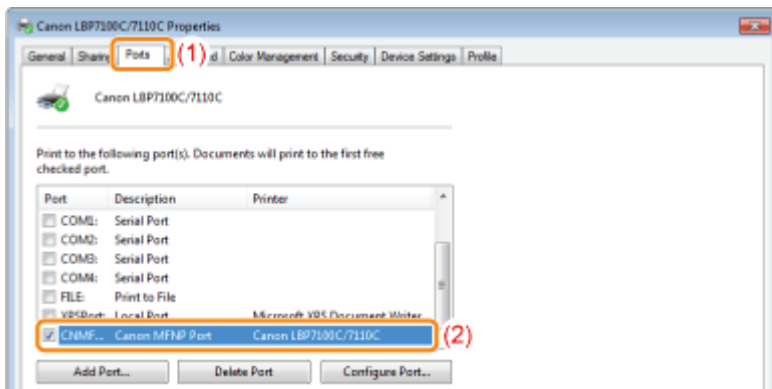 Canon LBP7100C/7110C Properties
General Sharing Ports (1) d Color Management Security Device Settings Profile
Canon LBP7100C/7110C
Print to the following port(s). Documents will print to the first free
checked port.
Port Description Printer
COM1: Serial Port
COM2: Serial Port
COM3: Serial Port
COM4: Serial Port
FILE: Print to File
XPSPort: Local Port Microsoft XPS Document Writer
CNMF... Canon MFNP Port Canon LBP7100C/7110C (2)
Add Port... Delete Port Configure Port...